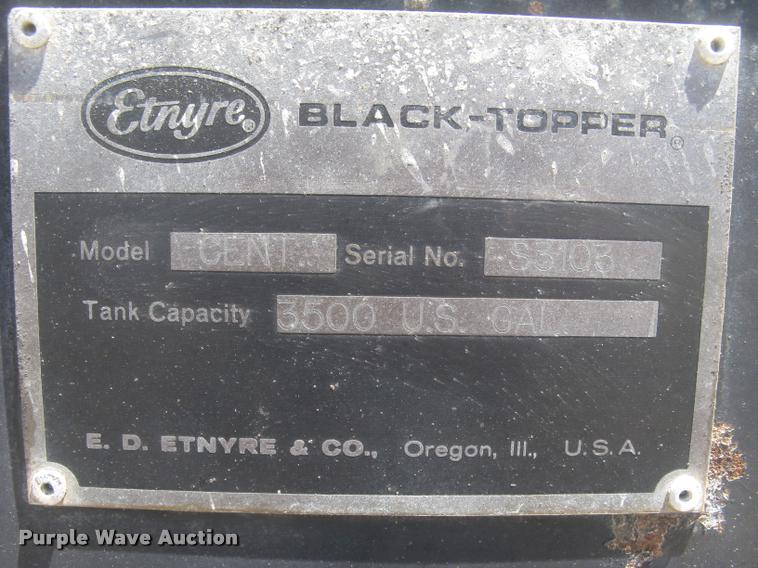 Etnyre® BLACK-TOPPER®
Model CENT. Serial No. S3103
Tank Capacity 3500 U.S. GAL.
E. D. ETNYRE & CO., Oregon, Ill., U.S.A.
Purple Wave Auction